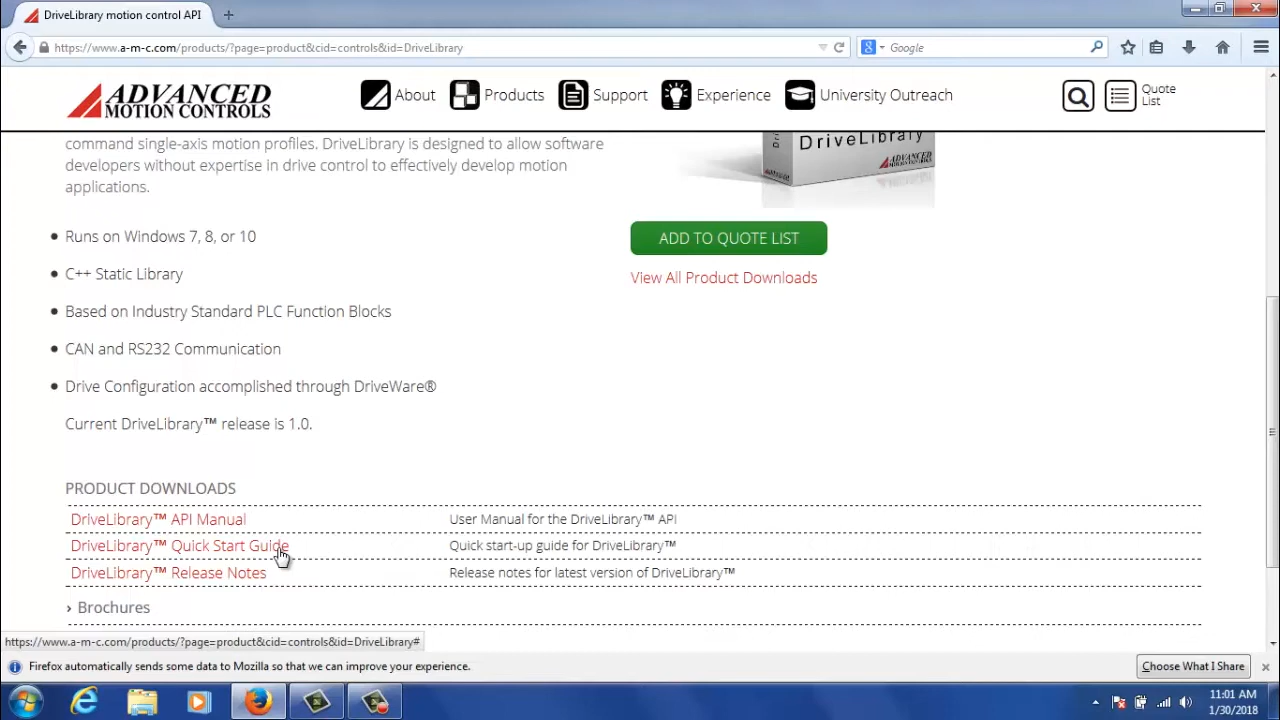 DriveLibrary motion control API
https://www.a-m-c.com/products/?page=product&cid=controls&id=DriveLibrary
Google
ADVANCED
MOTION CONTROLS
About
Products
Support
Experience
University Outreach
Quote
List
command single-axis motion profiles. DriveLibrary is designed to allow software
developers without expertise in drive control to effectively develop motion
applications.
DriveLibrary
ADVANCED
Runs on Windows 7, 8, or 10
ADD TO QUOTE LIST
C++ Static Library
View All Product Downloads
Based on Industry Standard PLC Function Blocks
CAN and RS232 Communication
Drive Configuration accomplished through DriveWare®
Current DriveLibrary™ release is 1.0.
PRODUCT DOWNLOADS
DriveLibrary™ API Manual
User Manual for the DriveLibrary™ API
DriveLibrary™ Quick Start Guide
Quick start-up guide for DriveLibrary™
DriveLibrary™ Release Notes
Release notes for latest version of DriveLibrary™
› Brochures
https://www.a-m-c.com/products/?page=product&cid=controls&id=DriveLibrary#
Firefox automatically sends some data to Mozilla so that we can improve your experience.
Choose What I Share
11:01 AM
1/30/2018